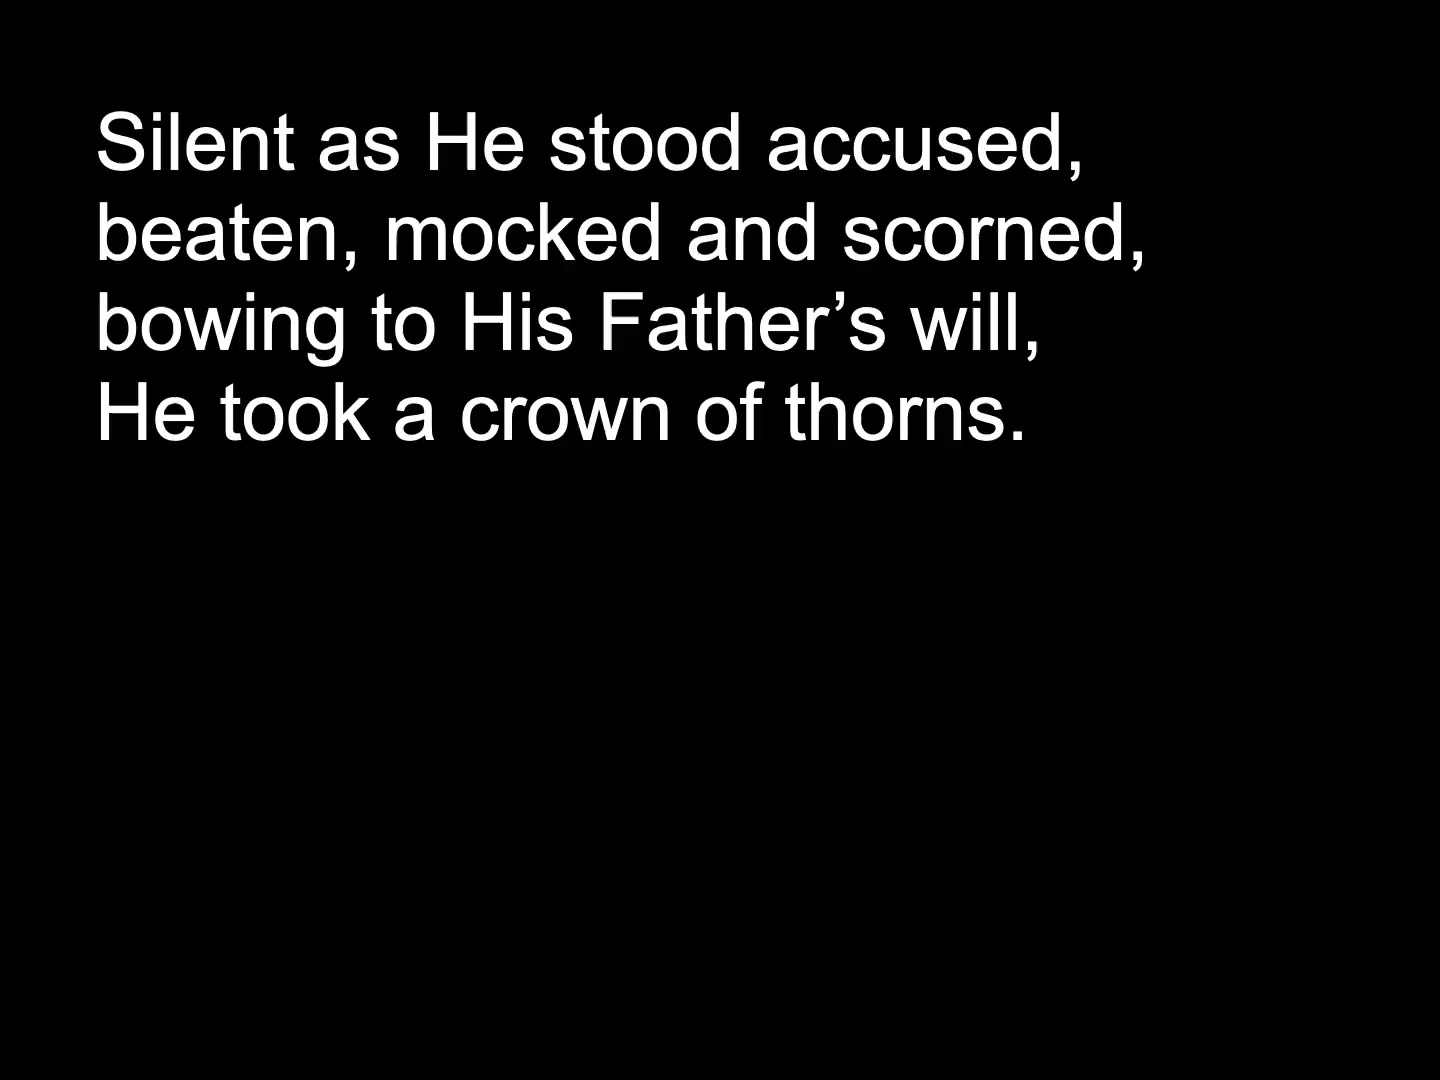 Silent as He stood accused,
beaten, mocked and scorned,
bowing to His Father’s will,
He took a crown of thorns.